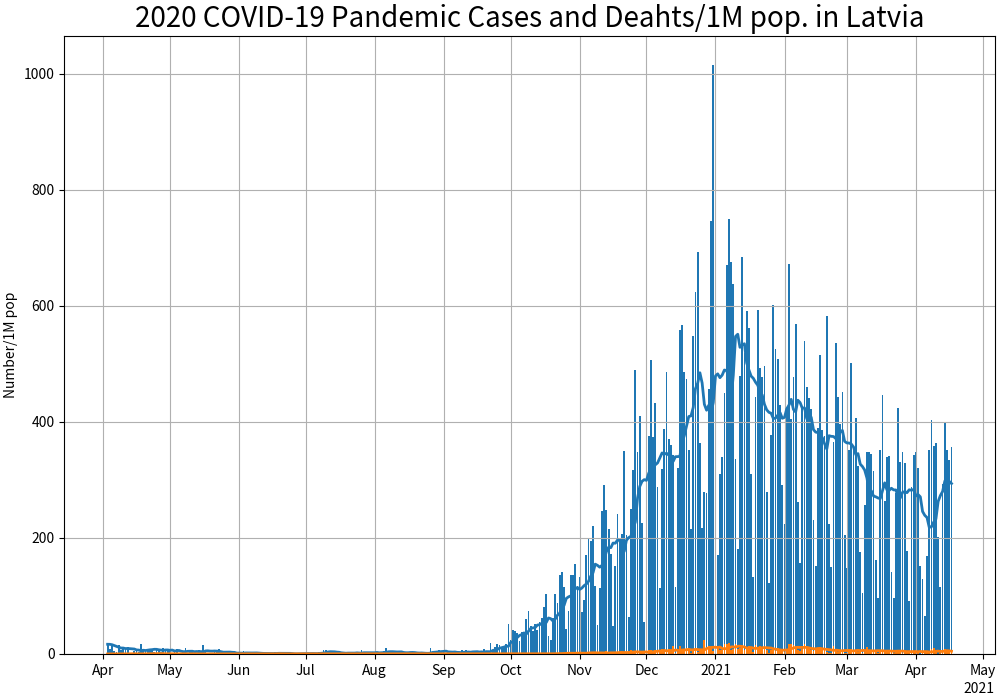 2020 COVID-19 Pandemic Cases and Deahts/1M pop. in Latvia
Number/1M pop
1000
800
600
400
200
0
Apr May Jun Jul Aug Sep Oct Nov Dec 2021 Feb Mar Apr May
2021